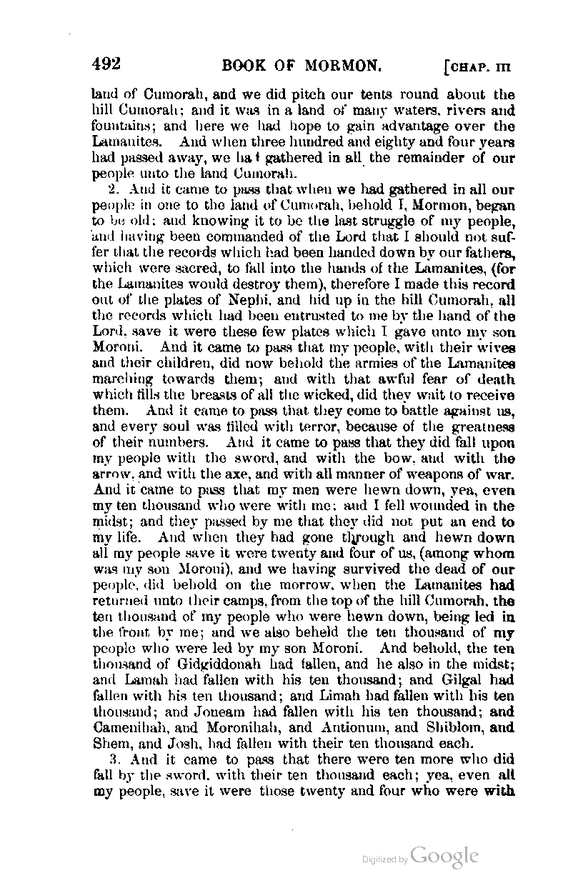 492 BOOK OF MORMON. [CHAP. III
land of Cumorah, and we did pitch our tents round about the
hill Cumorah; and it was in a land of many waters, rivers and
fountains; and here we had hope to gain advantage over the
Lamanites. And when three hundred and eighty and four years
had passed away, we had gathered in all the remainder of our
people unto the land Cumorah.
2. And it came to pass that when we had gathered in all our
people in one to the land of Cumorah, behold I, Mormon, began
to be old; and knowing it to be the last struggle of my people,
and having been commanded of the Lord that I should not suf-
fer that the records which had been handed down by our fathers,
which were sacred, to fall into the hands of the Lamanites, (for
the Lamanites would destroy them), therefore I made this record
out of the plates of Nephi, and hid up in the hill Cumorah, all
the records which had been entrusted to me by the hand of the
Lord, save it were these few plates which I gave unto my son
Moroni. And it came to pass that my people, with their wives
and their children, did now behold the armies of the Lamanites
marching towards them; and with that awful fear of death
which fills the breasts of all the wicked, did they wait to receive
them. And it came to pass that they come to battle against us,
and every soul was filled with terror, because of the greatness
of their numbers. And it came to pass that they did fall upon
my people with the sword, and with the bow, and with the
arrow, and with the axe, and with all manner of weapons of war.
And it came to pass that my men were hewn down, yea, even
my ten thousand who were with me; and I fell wounded in the
midst; and they passed by me that they did not put an end to
my life. And when they had gone through and hewn down
all my people save it were twenty and four of us, (among whom
was my son Moroni), and we having survived the dead of our
people, did behold on the morrow, when the Lamanites had
returned unto their camps, from the top of the hill Cumorah, the
ten thousand of my people who were hewn down, being led in
the front by me; and we also beheld the ten thousand of my
people who were led by my son Moroni. And behold, the ten
thousand of Gidgiddonah had fallen, and he also in the midst;
and Lamah had fallen with his ten thousand; and Gilgal had
fallen with his ten thousand; and Limah had fallen with his ten
thousand; and Joneam had fallen with his ten thousand; and
Camenihah, and Moronihah, and Antionum, and Shiblom, and
Shem, and Josh, had fallen with their ten thousand each.
3. And it came to pass that there were ten more who did
fall by the sword, with their ten thousand each; yea, even all
my people, save it were those twenty and four who were with
Digitized by Google